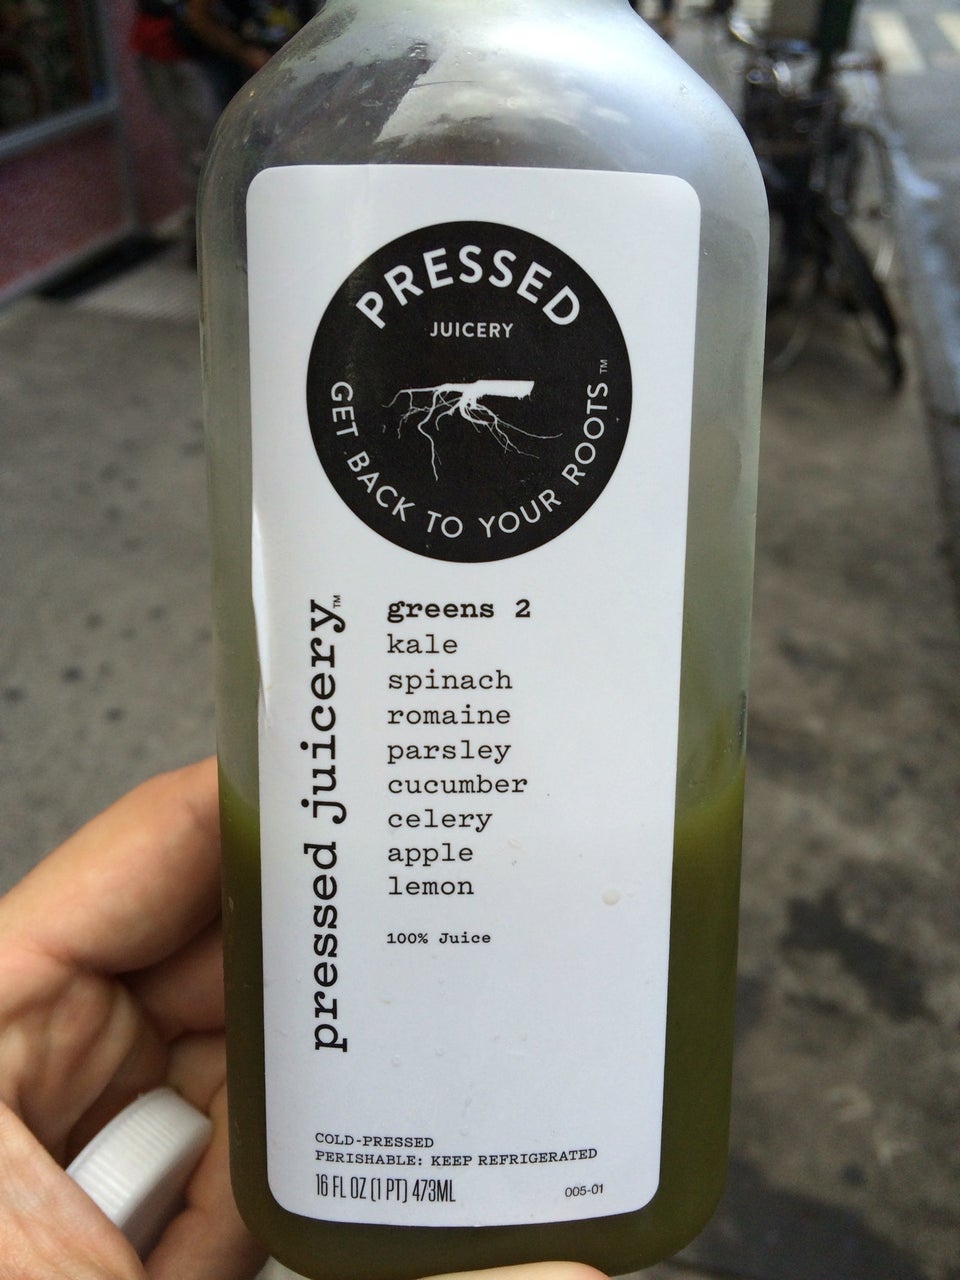 PRESSED
JUICERY
GET BACK TO YOUR ROOTS™
pressed juicery™
greens 2
kale
spinach
romaine
parsley
cucumber
celery
apple
lemon
100% Juice
COLD-PRESSED
PERISHABLE: KEEP REFRIGERATED
16 FL OZ (1 PT) 473ML
005-01